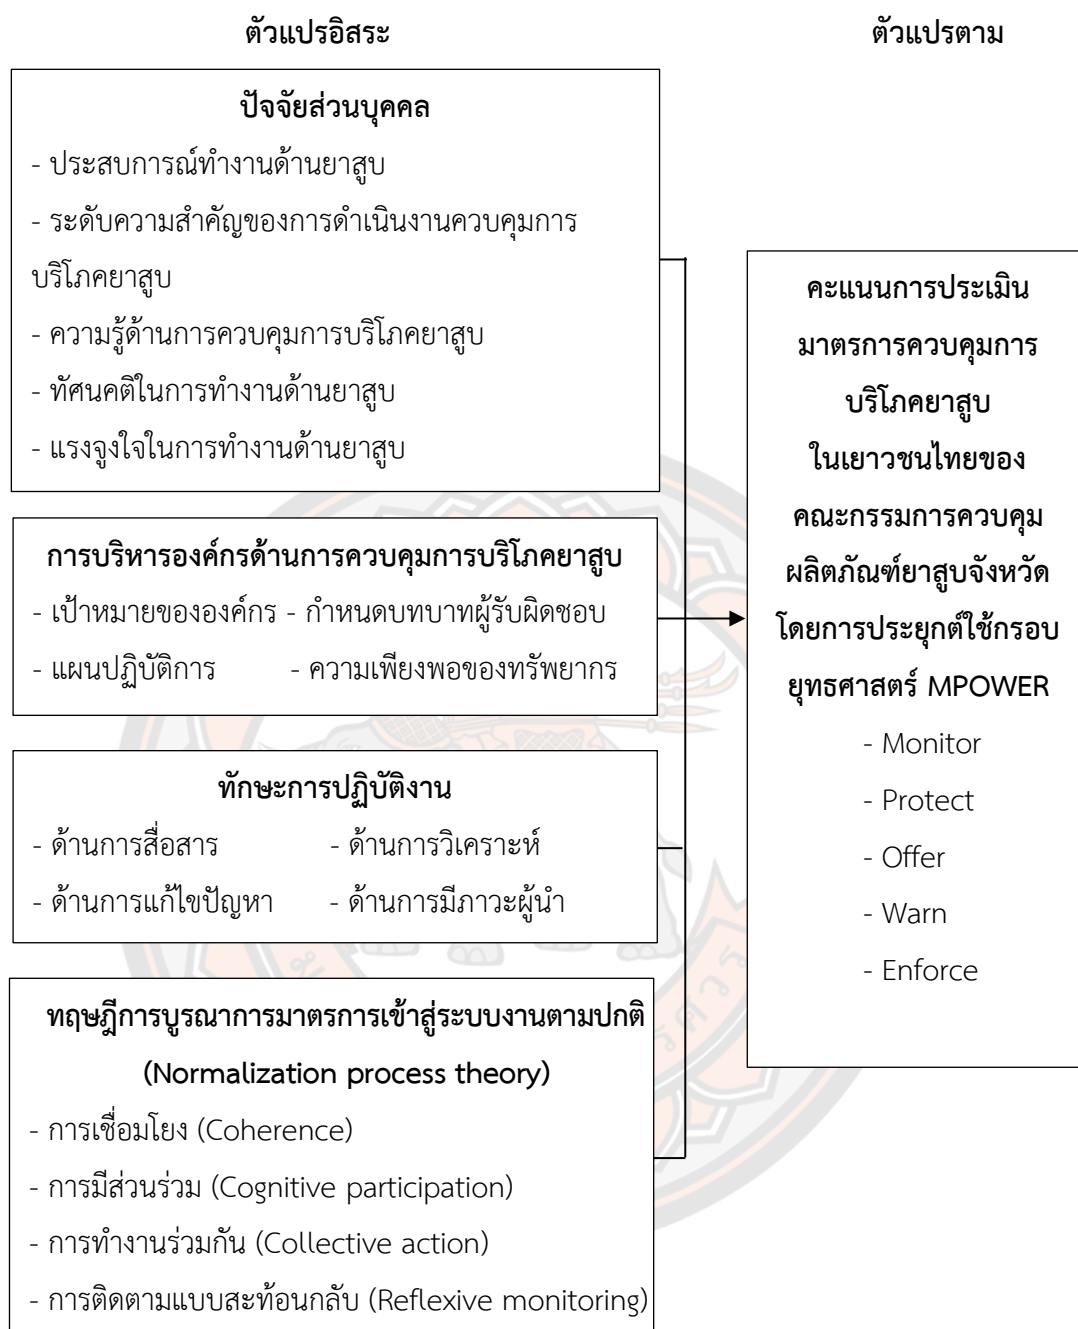 ตัวแปรอิสระ
ตัวแปรตาม
ปัจจัยส่วนบุคคล
- ประสบการณ์ทำงานด้านยาสูบ
- ระดับความสำคัญของการดำเนินงานควบคุมการ
บริโภคยาสูบ
- ความรู้ด้านการควบคุมการบริโภคยาสูบ
- ทัศนคติในการทำงานด้านยาสูบ
- แรงจูงใจในการทำงานด้านยาสูบ
การบริหารองค์กรด้านการควบคุมการบริโภคยาสูบ
- เป้าหมายขององค์กร - กำหนดบทบาทผู้รับผิดชอบ
- แผนปฏิบัติการ - ความเพียงพอของทรัพยากร
ทักษะการปฏิบัติงาน
- ด้านการสื่อสาร - ด้านการวิเคราะห์
- ด้านการแก้ไขปัญหา - ด้านการมีภาวะผู้นำ
ทฤษฎีการบูรณาการมาตรการเข้าสู่ระบบงานตามปกติ
(Normalization process theory)
- การเชื่อมโยง (Coherence)
- การมีส่วนร่วม (Cognitive participation)
- การทำงานร่วมกัน (Collective action)
- การติดตามแบบสะท้อนกลับ (Reflexive monitoring)
คะแนนการประเมิน
มาตรการควบคุมการ
บริโภคยาสูบ
ในเยาวชนไทยของ
คณะกรรมการควบคุม
ผลิตภัณฑ์ยาสูบจังหวัด
โดยการประยุกต์ใช้กรอบ
ยุทธศาสตร์ MPOWER
- Monitor
- Protect
- Offer
- Warn
- Enforce